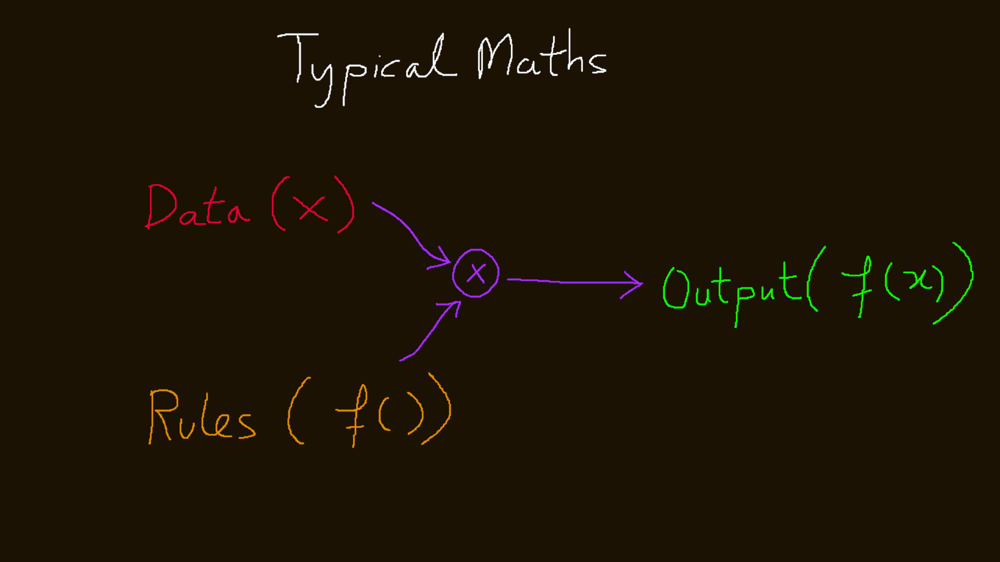 Typical Maths
Data (x)
x
Output (f(x))
Rules (f())